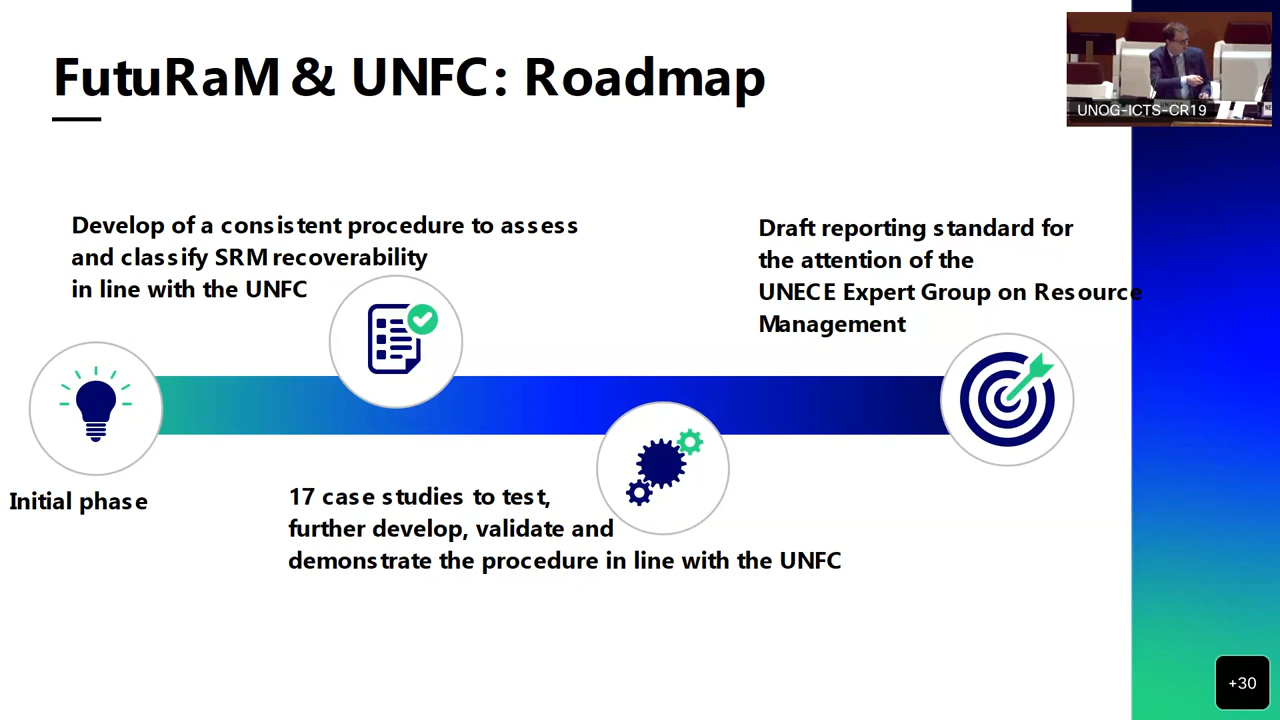 FutuRaM & UNFC: Roadmap
UNOG-ICTS-CR19
Develop of a consistent procedure to assess
and classify SRM recoverability
in line with the UNFC
Draft reporting standard for
the attention of the
UNECE Expert Group on Resource
Management
Initial phase
17 case studies to test,
further develop, validate and
demonstrate the procedure in line with the UNFC
+30